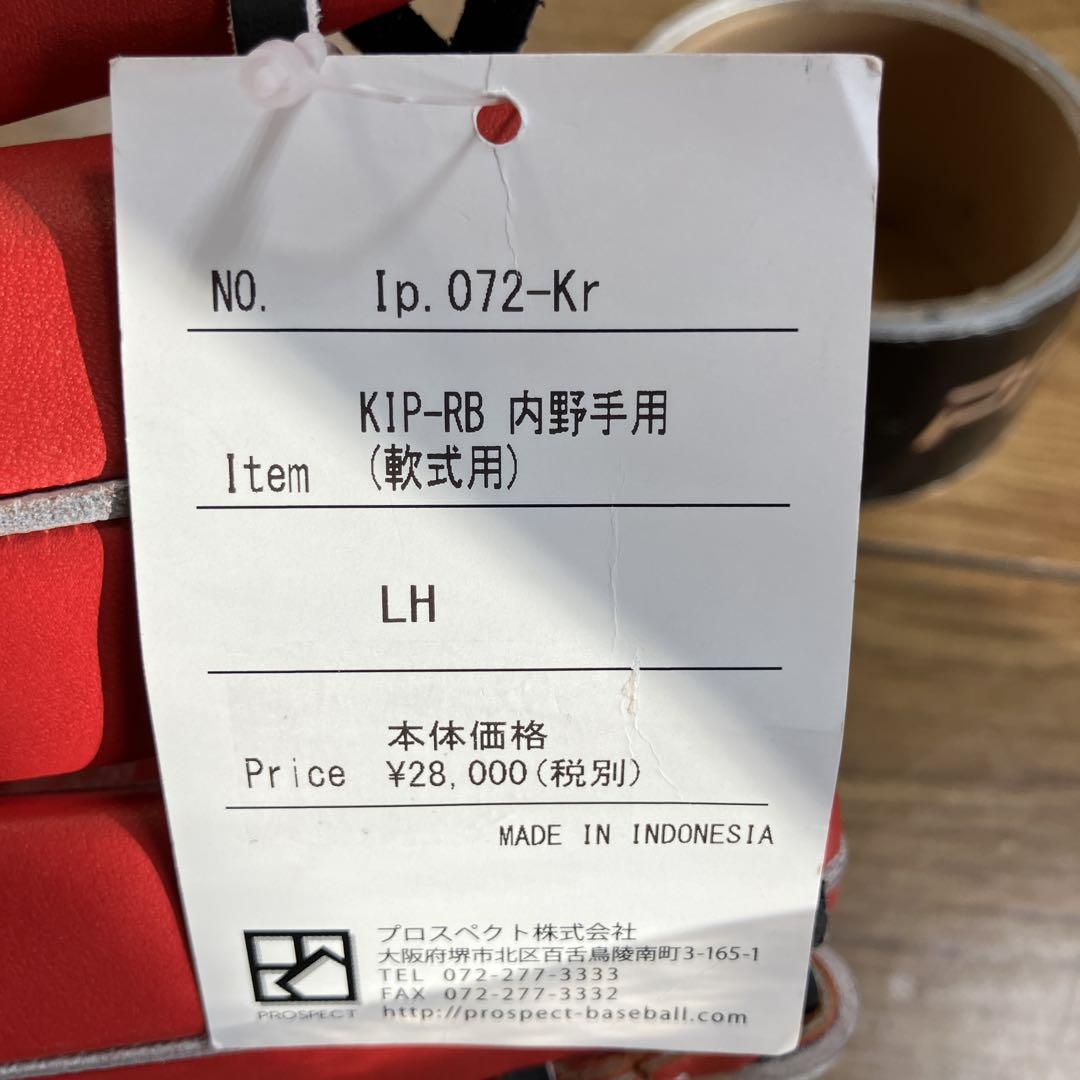 NO. Ip.072-Kr
KIP-RB 内野手用
Item (軟式用)
LH
本体価格
Price ¥28,000(税別)
MADE IN INDONESIA
プロスペクト株式会社
大阪府堺市北区百舌鳥陵南町3-165-1
TEL 072-277-3333
FAX 072-277-3332
PROSPECT http://prospect-baseball.com